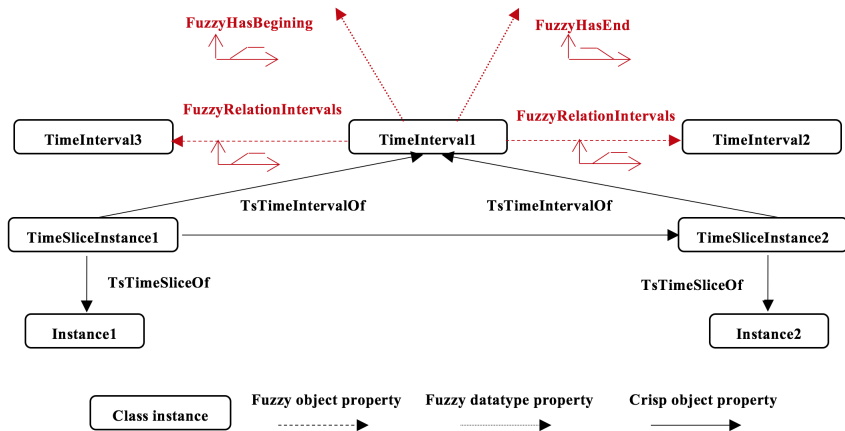 FuzzyHasBegining
FuzzyHasEnd
FuzzyRelationIntervals
FuzzyRelationIntervals
TimeInterval3
TimeInterval1
TimeInterval2
TsTimeIntervalOf
TsTimeIntervalOf
TimeSliceInstance1
TimeSliceInstance2
TsTimeSliceOf
TsTimeSliceOf
Instance1
Instance2
Class instance
Fuzzy object property
Fuzzy datatype property
Crisp object property